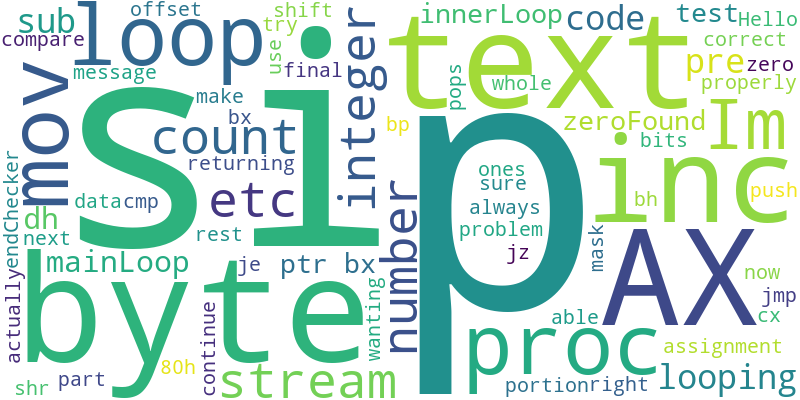 sub
offset
shift
innerLoop
code
test
Hello
compare
loop
try
use
correct
message
final
integer
text
pre
zero
mov
make
si
pops
whole
properly
bx
count
bp
zeroFound
Im
returning
bits
endChecker
data
cmp
etc
p
ones
sure
inc
dh
always
bh
push
next
rest
number
problem
mainLoop
je
ptr bx
jz
mask
AX
actually
byte
wanting
now
continue
jmp
proc
able
cx
80h
assignment
shr
part
stream
portion
right
looping